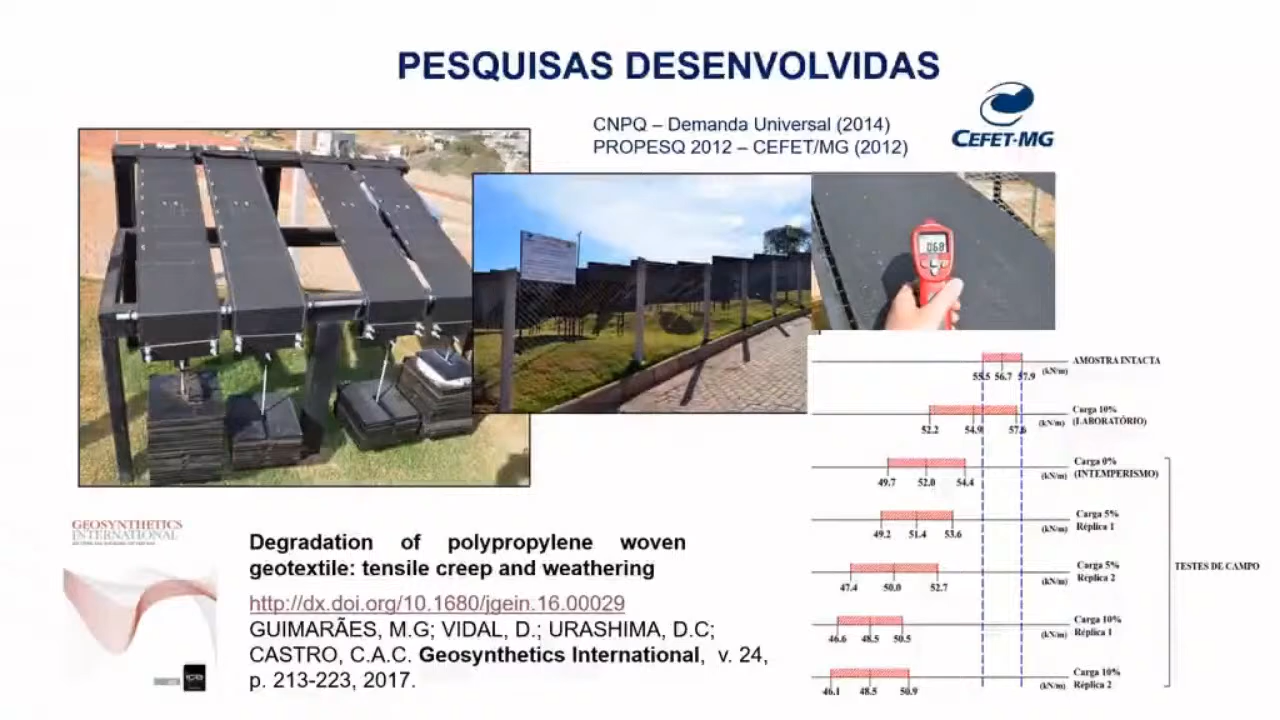 PESQUISAS DESENVOLVIDAS
CNPQ – Demanda Universal (2014)
PROPESQ 2012 – CEFET/MG (2012)
CEFET-MG
068
55.5 56.7 57.9 (kN/m) AMOSTRA INTACTA
52.2 54.9 57.6 (kN/m) Carga 10%
(LABORATÓRIO)
49.7 52.0 54.4 (kN/m) Carga 0%
(INTEMPERISMO)
49.2 51.4 53.6 (kN/m) Carga 5%
Réplica 1
47.4 50.0 52.7 (kN/m) Carga 5%
Réplica 2
46.6 48.5 50.5 (kN/m) Carga 10%
Réplica 1
46.1 48.5 50.9 (kN/m) Carga 10%
Réplica 2
TESTES DE CAMPO
GEOSYNTHETICS
INTERNATIONAL
Degradation of polypropylene woven
geotextile: tensile creep and weathering
http://dx.doi.org/10.1680/jgein.16.00029
GUIMARÃES, M.G; VIDAL, D.; URASHIMA, D.C;
CASTRO, C.A.C. Geosynthetics International, v. 24,
p. 213-223, 2017.